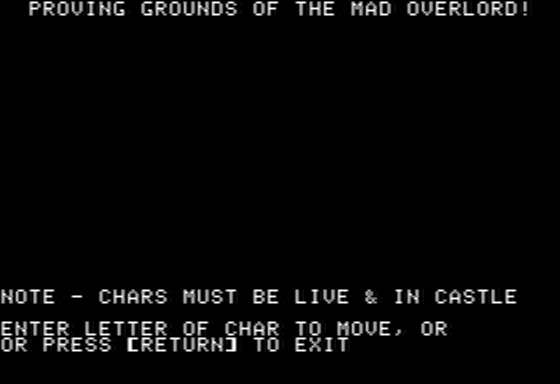 PROVING GROUNDS OF THE MAD OVERLORD!
NOTE - CHARS MUST BE LIVE & IN CASTLE
ENTER LETTER OF CHAR TO MOVE, OR
OR PRESS [RETURN] TO EXIT